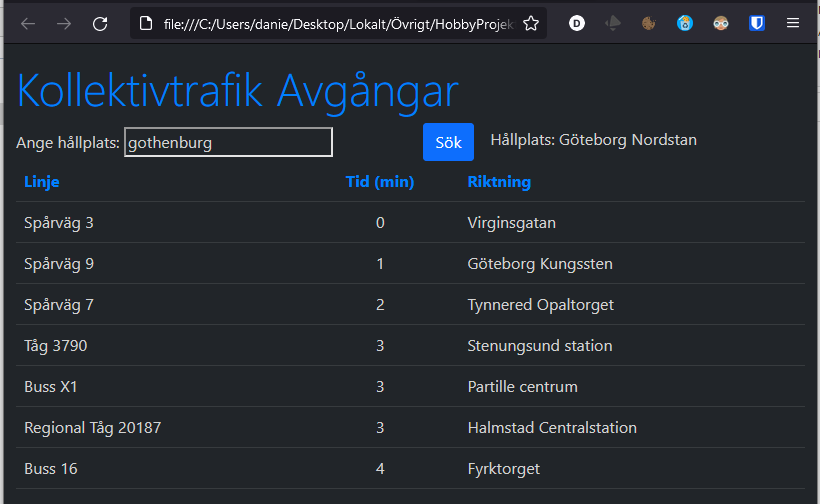 file:///C:/Users/danie/Desktop/Lokalt/Övrigt/HobbyProjek
D
Kollektivtrafik Avgångar
Ange hållplats: gothenburg Sök Hållplats: Göteborg Nordstan
Linje Tid (min) Riktning
Spårväg 3 0 Virginsgatan
Spårväg 9 1 Göteborg Kungssten
Spårväg 7 2 Tynnered Opaltorget
Tåg 3790 3 Stenungsund station
Buss X1 3 Partille centrum
Regional Tåg 20187 3 Halmstad Centralstation
Buss 16 4 Fyrktorget